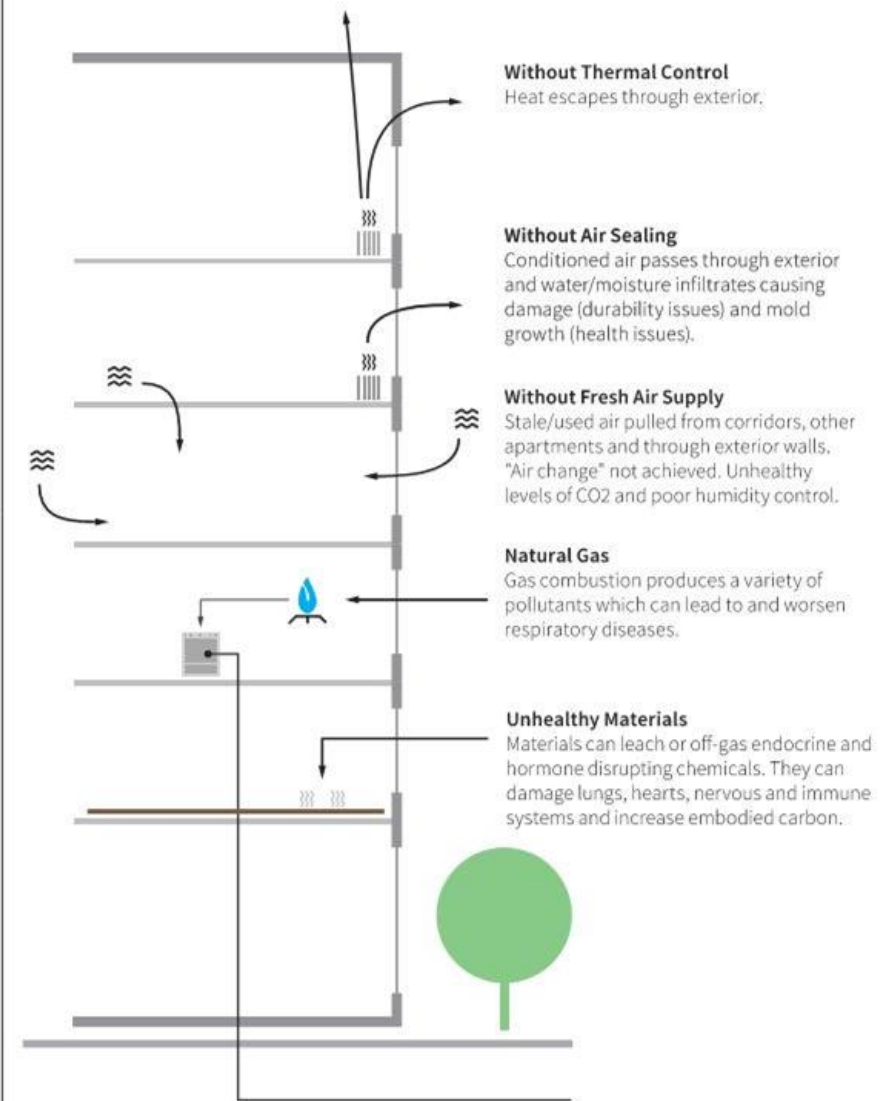 Without Thermal Control
Heat escapes through exterior.
Without Air Sealing
Conditioned air passes through exterior
and water/moisture infiltrates causing
damage (durability issues) and mold
growth (health issues).
Without Fresh Air Supply
Stale/used air pulled from corridors, other
apartments and through exterior walls.
"Air change" not achieved. Unhealthy
levels of CO2 and poor humidity control.
Natural Gas
Gas combustion produces a variety of
pollutants which can lead to and worsen
respiratory diseases.
Unhealthy Materials
Materials can leach or off-gas endocrine and
hormone disrupting chemicals. They can
damage lungs, hearts, nervous and immune
systems and increase embodied carbon.